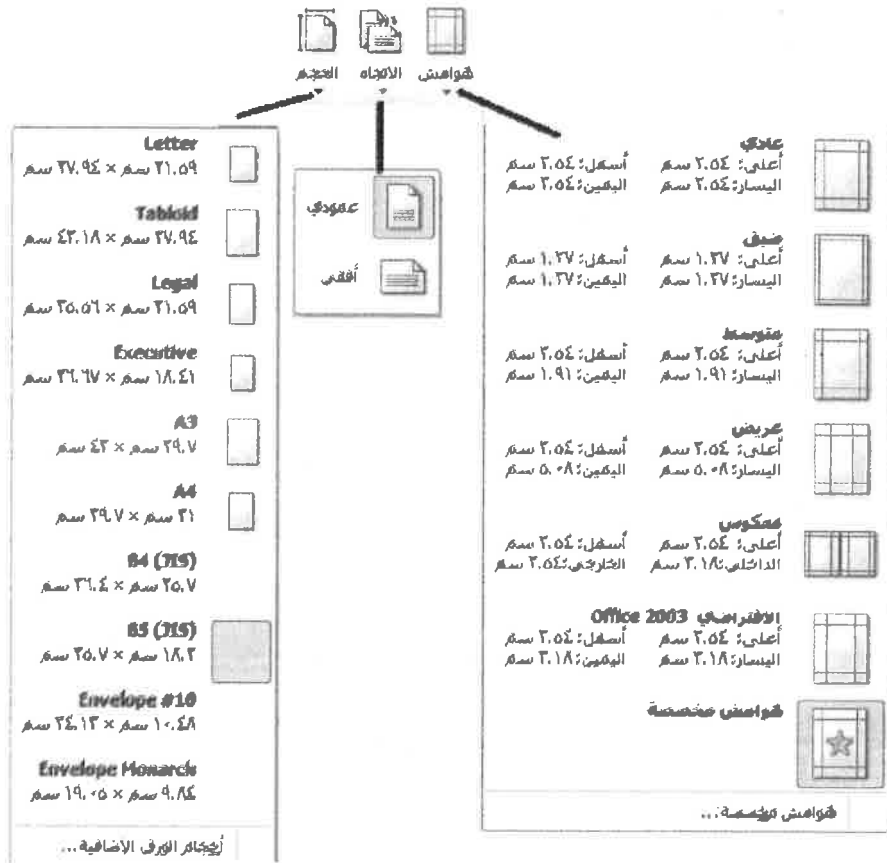 هوامش
الاتجاه
الحجم
عادي
أعلى: ٢.٥٤ سم أسفل: ٢.٥٤ سم
اليسار: ٢.٥٤ سم اليمين: ٢.٥٤ سم
ضيق
أعلى: ١.٢٧ سم أسفل: ١.٢٧ سم
اليسار: ١.٢٧ سم اليمين: ١.٢٧ سم
متوسط
أعلى: ٢.٥٤ سم أسفل: ٢.٥٤ سم
اليسار: ١.٩١ سم اليمين: ١.٩١ سم
عريض
أعلى: ٢.٥٤ سم أسفل: ٢.٥٤ سم
اليسار: ٥.٠٨ سم اليمين: ٥.٠٨ سم
معكوس
أعلى: ٢.٥٤ سم أسفل: ٢.٥٤ سم
الداخلي: ٣.١٨ سم الخارجي: ٢.٥٤ سم
الافتراضي Office 2003
أعلى: ٢.٥٤ سم أسفل: ٢.٥٤ سم
اليسار: ٣.١٨ سم اليمين: ٣.١٨ سم
هوامش مخصصة
هوامش مخصصة...
عمودي
أفقي
Letter
٢١.٥٩ سم × ٢٧.٩٤ سم
Tabloid
٢٧.٩٤ سم × ٤٣.١٨ سم
Legal
٢١.٥٩ سم × ٣٥.٥٦ سم
Executive
١٨.٤١ سم × ٢٦.٦٧ سم
A3
٢٩.٧ سم × ٤٢ سم
A4
٢١ سم × ٢٩.٧ سم
B4 (JIS)
٢٥.٧ سم × ٣٦.٤ سم
B5 (JIS)
١٨.٢ سم × ٢٥.٧ سم
Envelope #10
١٠.٤٨ سم × ٢٤.١٣ سم
Envelope Monarch
٩.٨٤ سم × ١٩.٠٥ سم
أحجام الورق الإضافية...